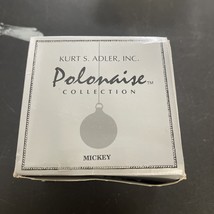 KURT S. ADLER, INC.
Polonaise™
COLLECTION
MICKEY